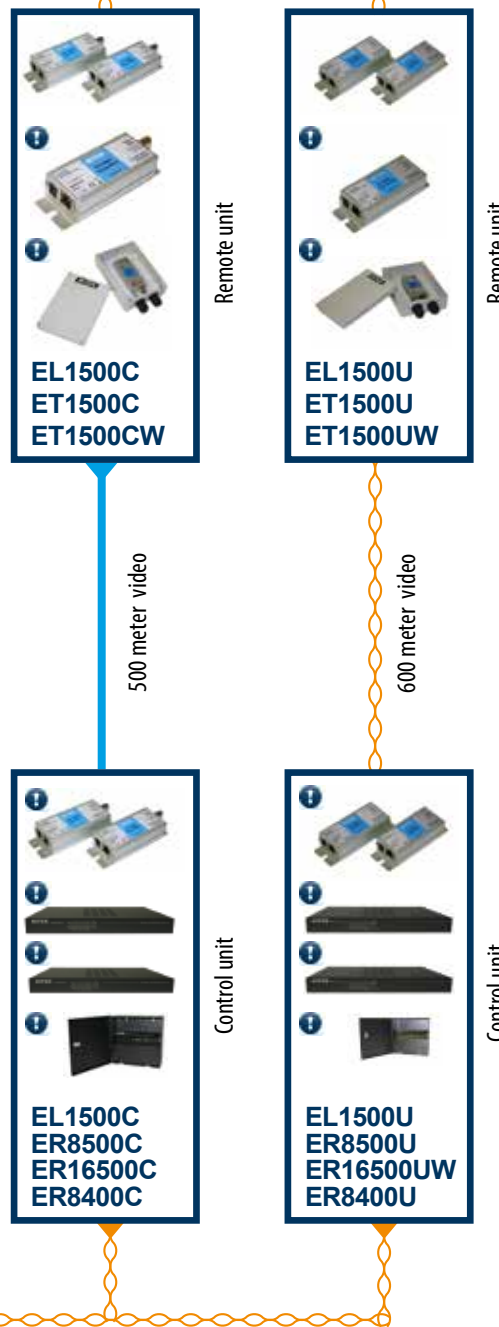 Remote unit
EL1500C
ET1500C
ET1500CW
Remote unit
EL1500U
ET1500U
ET1500UW
500 meter video
600 meter video
Control unit
EL1500C
ER8500C
ER16500C
ER8400C
Control unit
EL1500U
ER8500U
ER16500UW
ER8400U